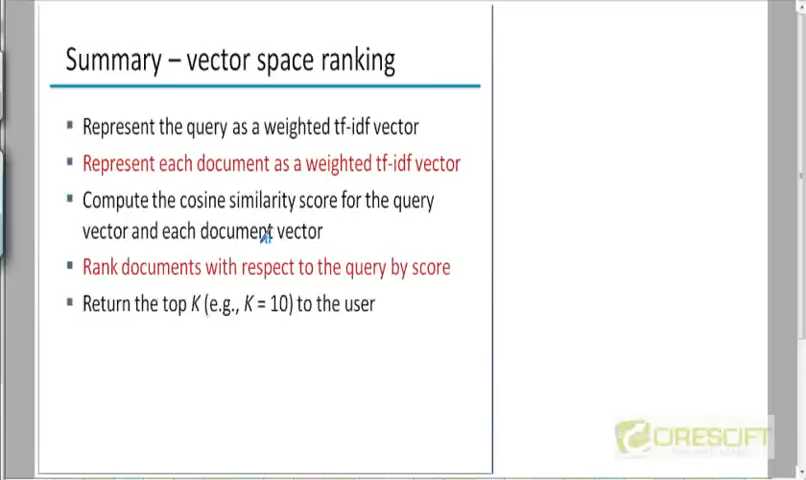 Summary – vector space ranking
▪ Represent the query as a weighted tf-idf vector
▪ Represent each document as a weighted tf-idf vector
▪ Compute the cosine similarity score for the query
vector and each document vector
▪ Rank documents with respect to the query by score
▪ Return the top K (e.g., K = 10) to the user